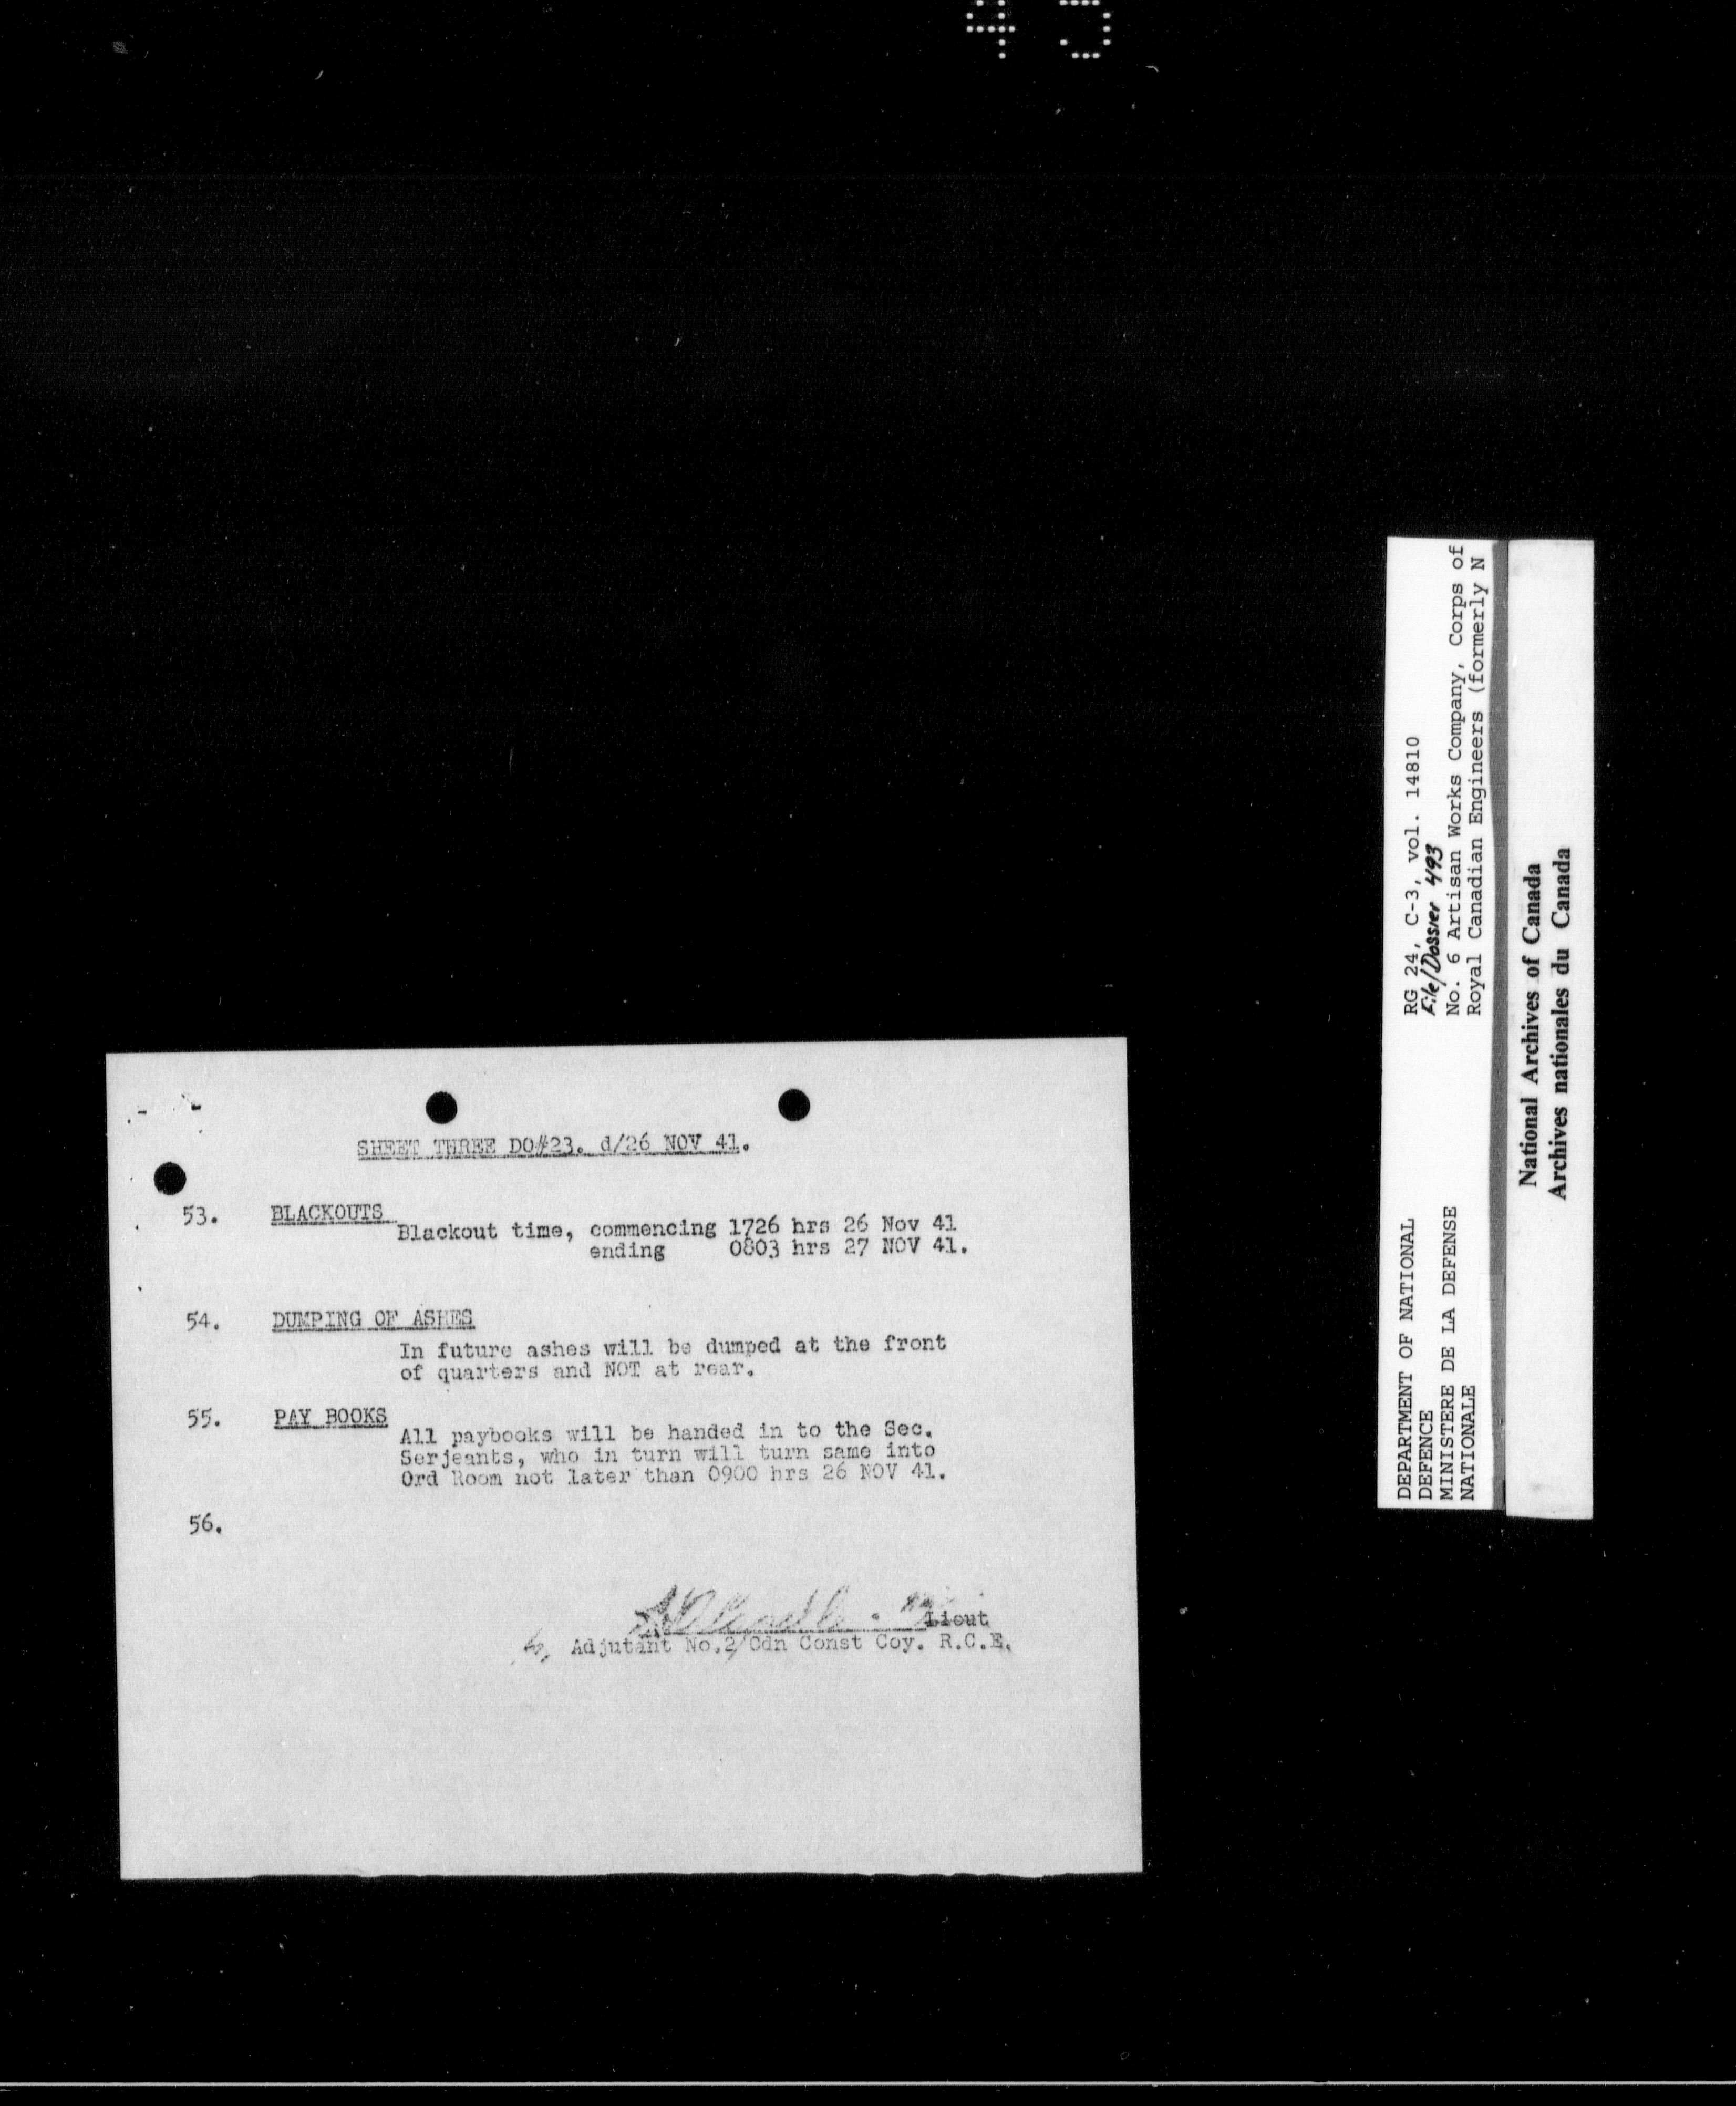 45
SHEET THREE DO#23. d/26 NOV 41.
53. BLACKOUTS
Blackout time, commencing 1726 hrs 26 Nov 41
ending 0803 hrs 27 NOV 41.
54. DUMPING OF ASHES
In future ashes will be dumped at the front
of quarters and NOT at rear.
55. PAY BOOKS
All paybooks will be handed in to the Sec.
Serjeants, who in turn will turn same into
Ord Room not later than 0900 hrs 26 NOV 41.
56.
Lieut
Adjutant No.2 Cdn Const Coy. R.C.E.
DEPARTMENT OF NATIONAL
DEFENCE
MINISTERE DE LA DEFENSE
NATIONALE
RG 24, C-3, vol. 14810
File/Dossier 493
No. 6 Artisan Works Company, Corps of
Royal Canadian Engineers (formerly N
National Archives of Canada
Archives nationales du Canada